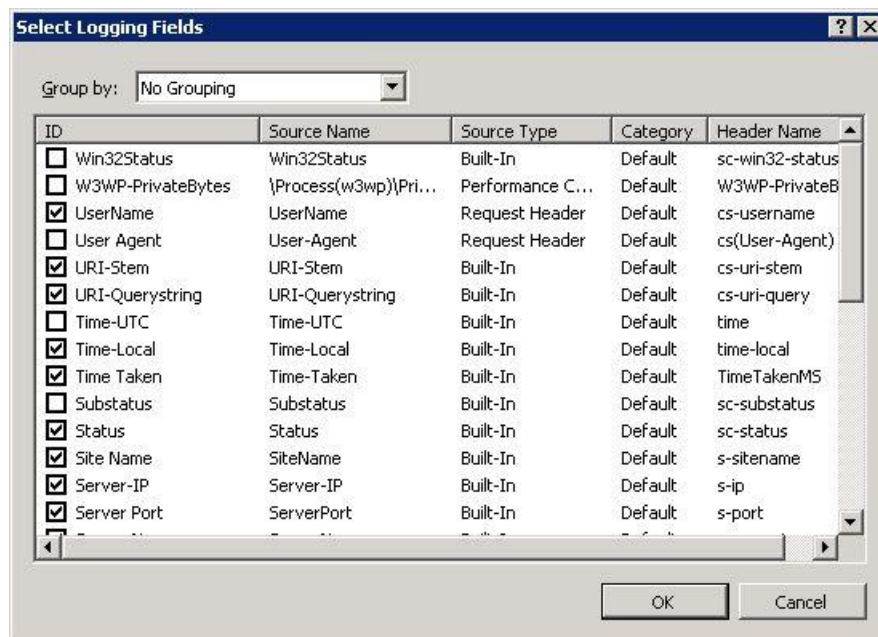 Select Logging Fields
Group by: No Grouping
ID Source Name Source Type Category Header Name
Win32Status Win32Status Built-In Default sc-win32-status
W3WP-PrivateBytes \Process(w3wp)\Pri... Performance C... Default W3WP-PrivateB
UserName UserName Request Header Default cs-username
User Agent User-Agent Request Header Default cs(User-Agent)
URI-Stem URI-Stem Built-In Default cs-uri-stem
URI-Querystring URI-Querystring Built-In Default cs-uri-query
Time-UTC Time-UTC Built-In Default time
Time-Local Time-Local Built-In Default time-local
Time Taken Time-Taken Built-In Default TimeTakenMS
Substatus Substatus Built-In Default sc-substatus
Status Status Built-In Default sc-status
Site Name SiteName Built-In Default s-sitename
Server-IP Server-IP Built-In Default s-ip
Server Port ServerPort Built-In Default s-port
OK Cancel